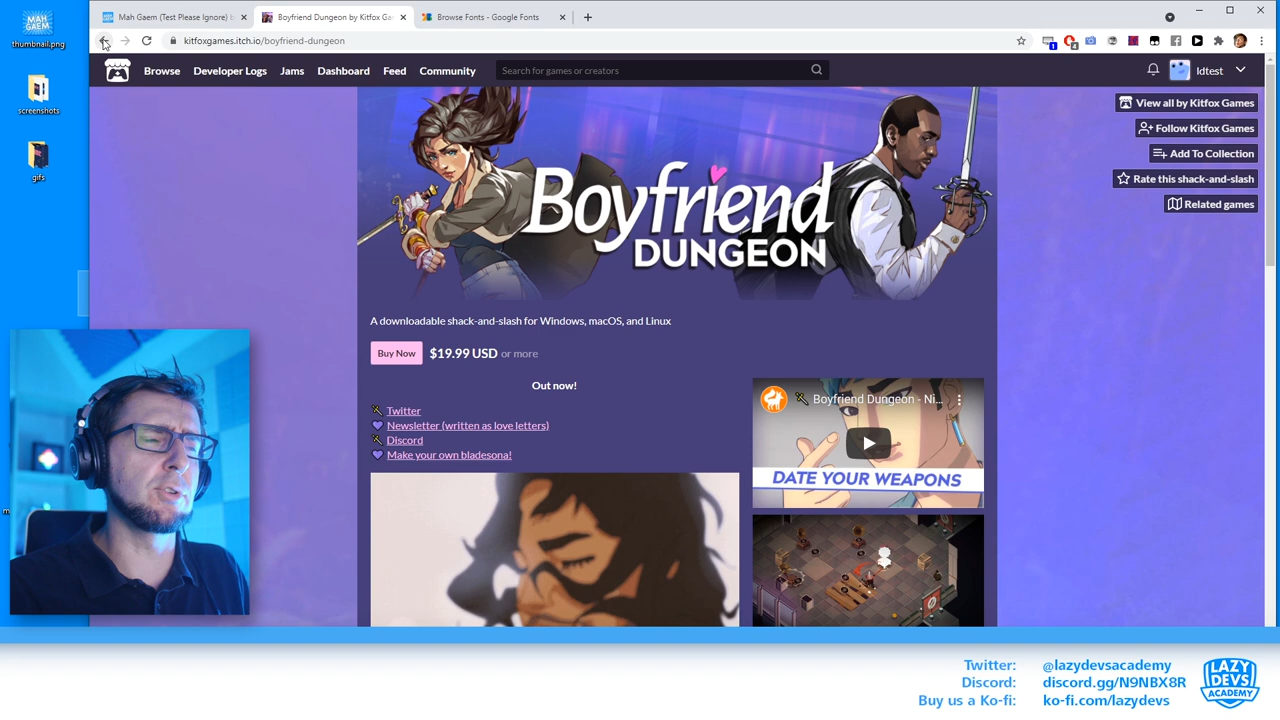 MAH
GAEM
thumbnail.png
screenshots
gifs
m
Mah Gaem (Test Please Ignore) b
Boyfriend Dungeon by Kitfox Ga
Browse Fonts - Google Fonts
kitfoxgames.itch.io/boyfriend-dungeon
1
4
Browse
Developer Logs
Jams
Dashboard
Feed
Community
Search for games or creators
ldtest
View all by Kitfox Games
Follow Kitfox Games
Add To Collection
Rate this shack-and-slash
Related games
Boyfriend
DUNGEON
A downloadable shack-and-slash for Windows, macOS, and Linux
Buy Now $19.99 USD or more
Out now!
Twitter
Newsletter (written as love letters)
Discord
Make your own bladesona!
Boyfriend Dungeon - Ni...
DATE YOUR WEAPONS
Twitter: @lazydevsacademy
Discord: discord.gg/N9NBX8R
Buy us a Ko-fi: ko-fi.com/lazydevs
LAZY
DEVS
ACADEMY